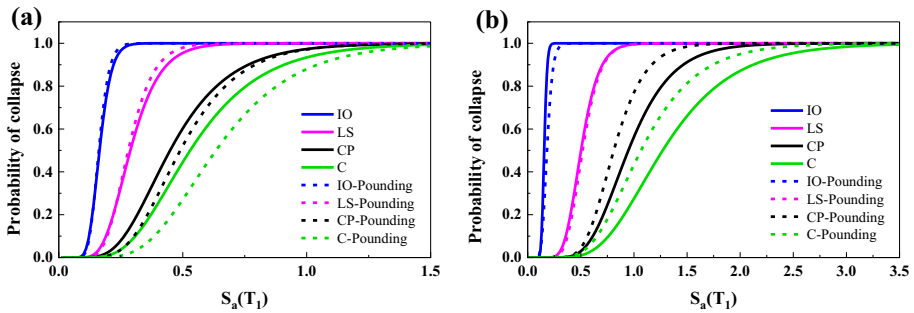 (a)
Probability of collapse
1.0
0.8
0.6
0.4
0.2
0.0
IO
LS
CP
C
IO-Pounding
LS-Pounding
CP-Pounding
C-Pounding
0.0 0.5 1.0 1.5
Sa(T1)
(b)
Probability of collapse
1.0
0.8
0.6
0.4
0.2
0.0
IO
LS
CP
C
IO-Pounding
LS-Pounding
CP-Pounding
C-Pounding
0.0 0.5 1.0 1.5 2.0 2.5 3.0 3.5
Sa(T1)